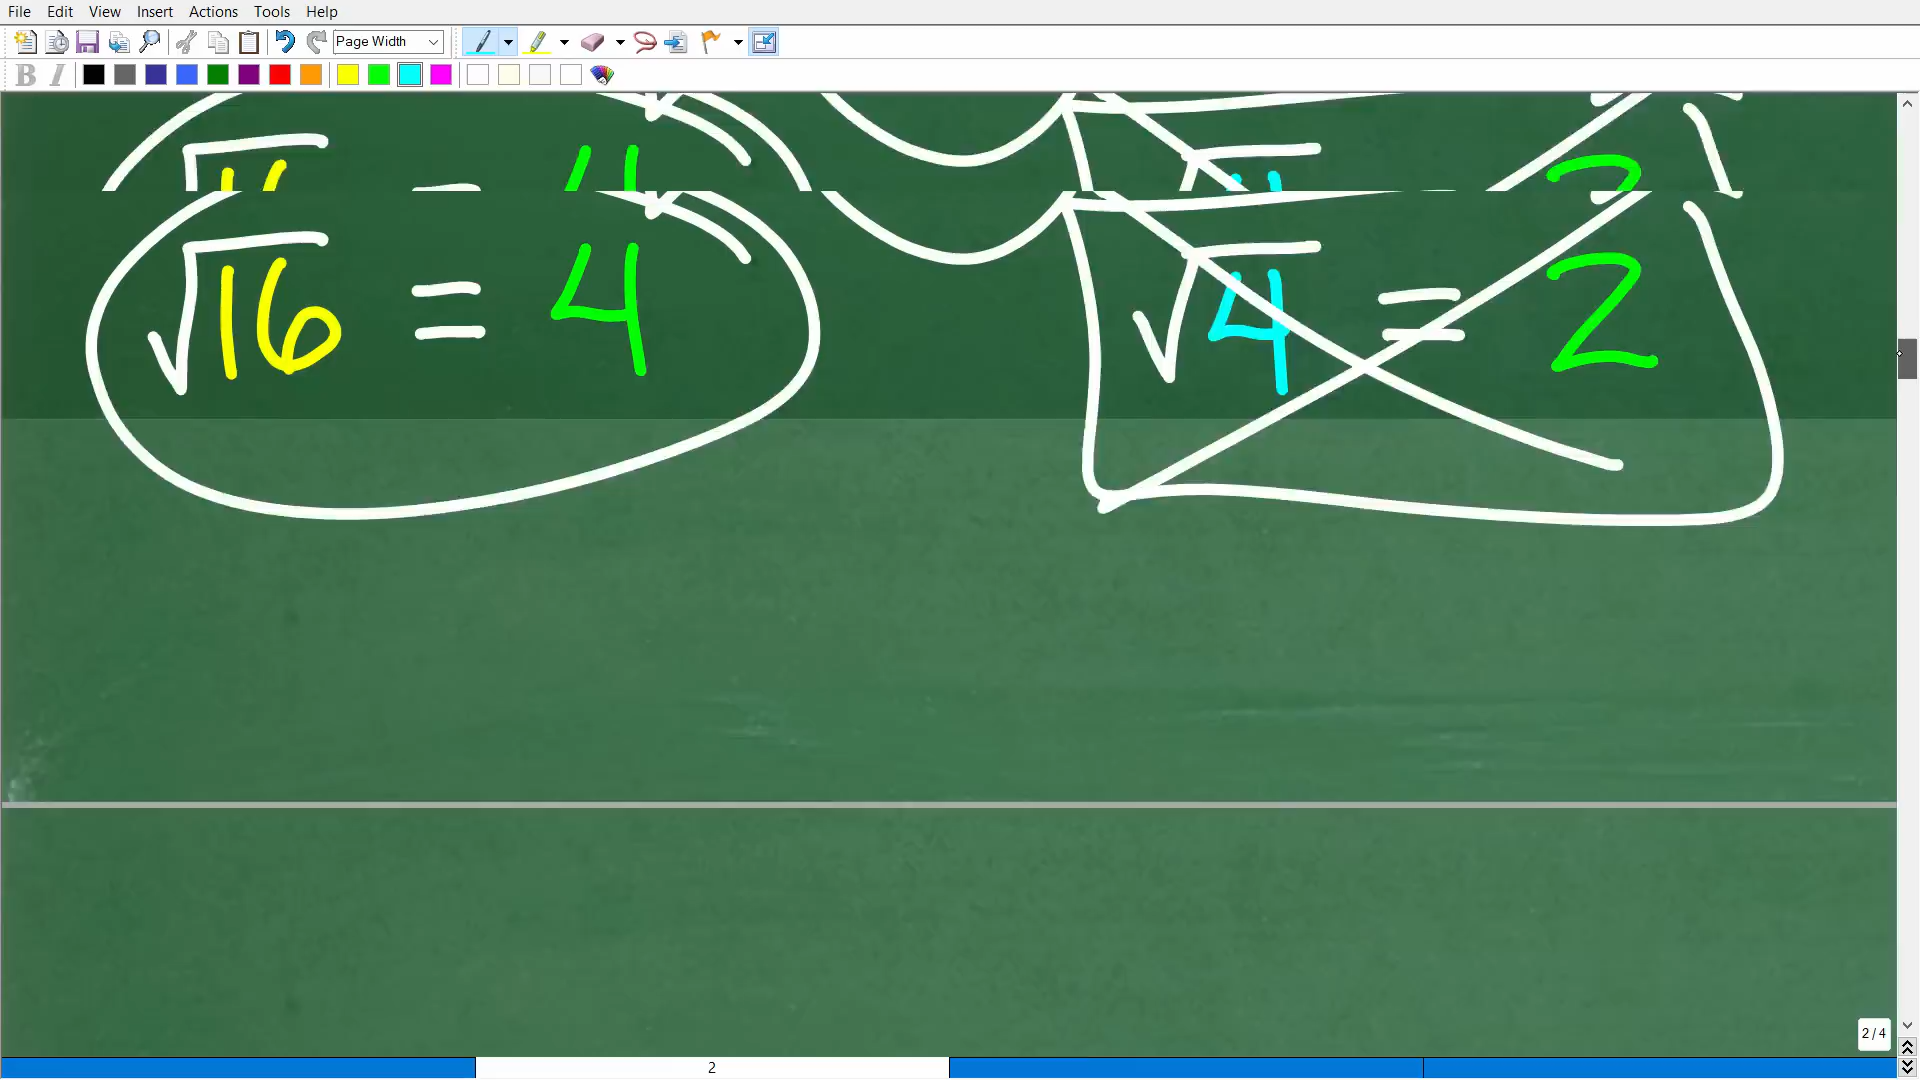 File Edit View Insert Actions Tools Help
Page Width
B I
√16 = 4
√4 = 2
2 / 4
2